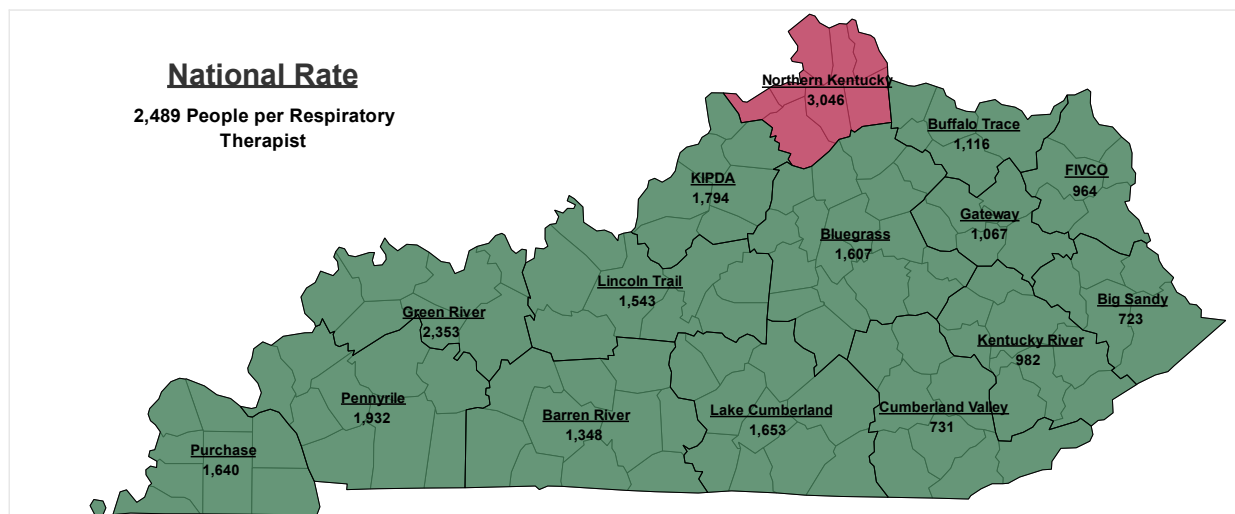 National Rate
2,489 People per Respiratory
Therapist
Northern Kentucky
3,046
Buffalo Trace
1,116
FIVCO
964
KIPDA
1,794
Gateway
1,067
Bluegrass
1,607
Lincoln Trail
1,543
Big Sandy
723
Green River
2,353
Kentucky River
982
Pennyrile
1,932
Barren River
1,348
Lake Cumberland
1,653
Cumberland Valley
731
Purchase
1,640